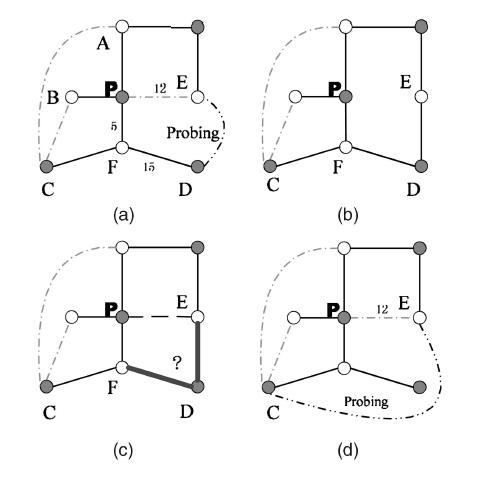 A
B P 12 E
5 Probing
C F 15 D
(a)
P E
C F D
(b)
P E
?
C F D
(c)
P 12 E
C Probing
(d)